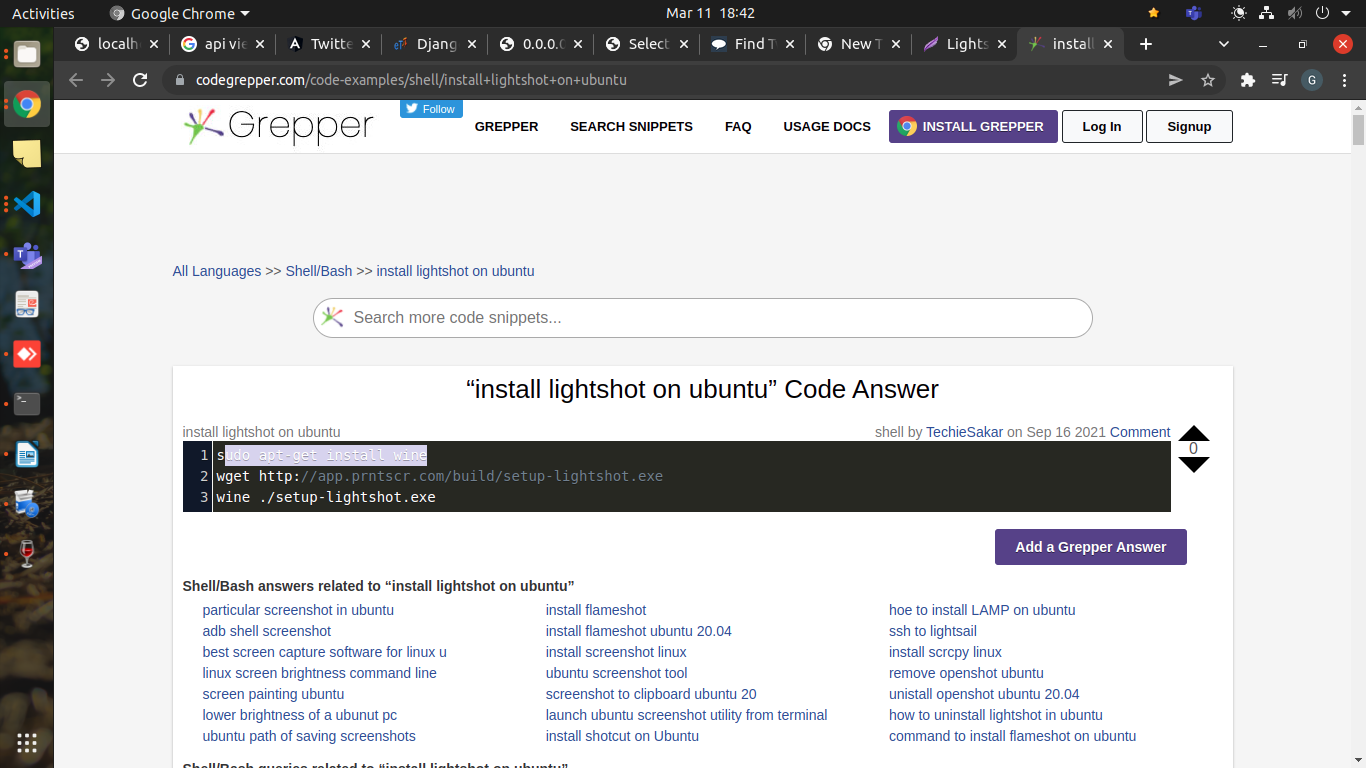 Activities
Google Chrome
Mar 11 18:42
localh
api vie
Twitte
Djang
0.0.0.0
Select
Find Tw
New T
Lights
install
codegrepper.com/code-examples/shell/install+lightshot+on+ubuntu
G
Grepper
Follow
GREPPER
SEARCH SNIPPETS
FAQ
USAGE DOCS
INSTALL GREPPER
Log In
Signup
All Languages >> Shell/Bash >> install lightshot on ubuntu
Search more code snippets...
“install lightshot on ubuntu” Code Answer
install lightshot on ubuntu
shell by TechieSakar on Sep 16 2021 Comment
0
1 sudo apt-get install wine
2 wget http://app.prntscr.com/build/setup-lightshot.exe
3 wine ./setup-lightshot.exe
Add a Grepper Answer
Shell/Bash answers related to “install lightshot on ubuntu”
particular screenshot in ubuntu
adb shell screenshot
best screen capture software for linux u
linux screen brightness command line
screen painting ubuntu
lower brightness of a ubunut pc
ubuntu path of saving screenshots
install flameshot
install flameshot ubuntu 20.04
install screenshot linux
ubuntu screenshot tool
screenshot to clipboard ubuntu 20
launch ubuntu screenshot utility from terminal
install shotcut on Ubuntu
hoe to install LAMP on ubuntu
ssh to lightsail
install scrcpy linux
remove openshot ubuntu
unistall openshot ubuntu 20.04
how to uninstall lightshot in ubuntu
command to install flameshot on ubuntu
Shell/Bash queries related to “install lightshot on ubuntu”